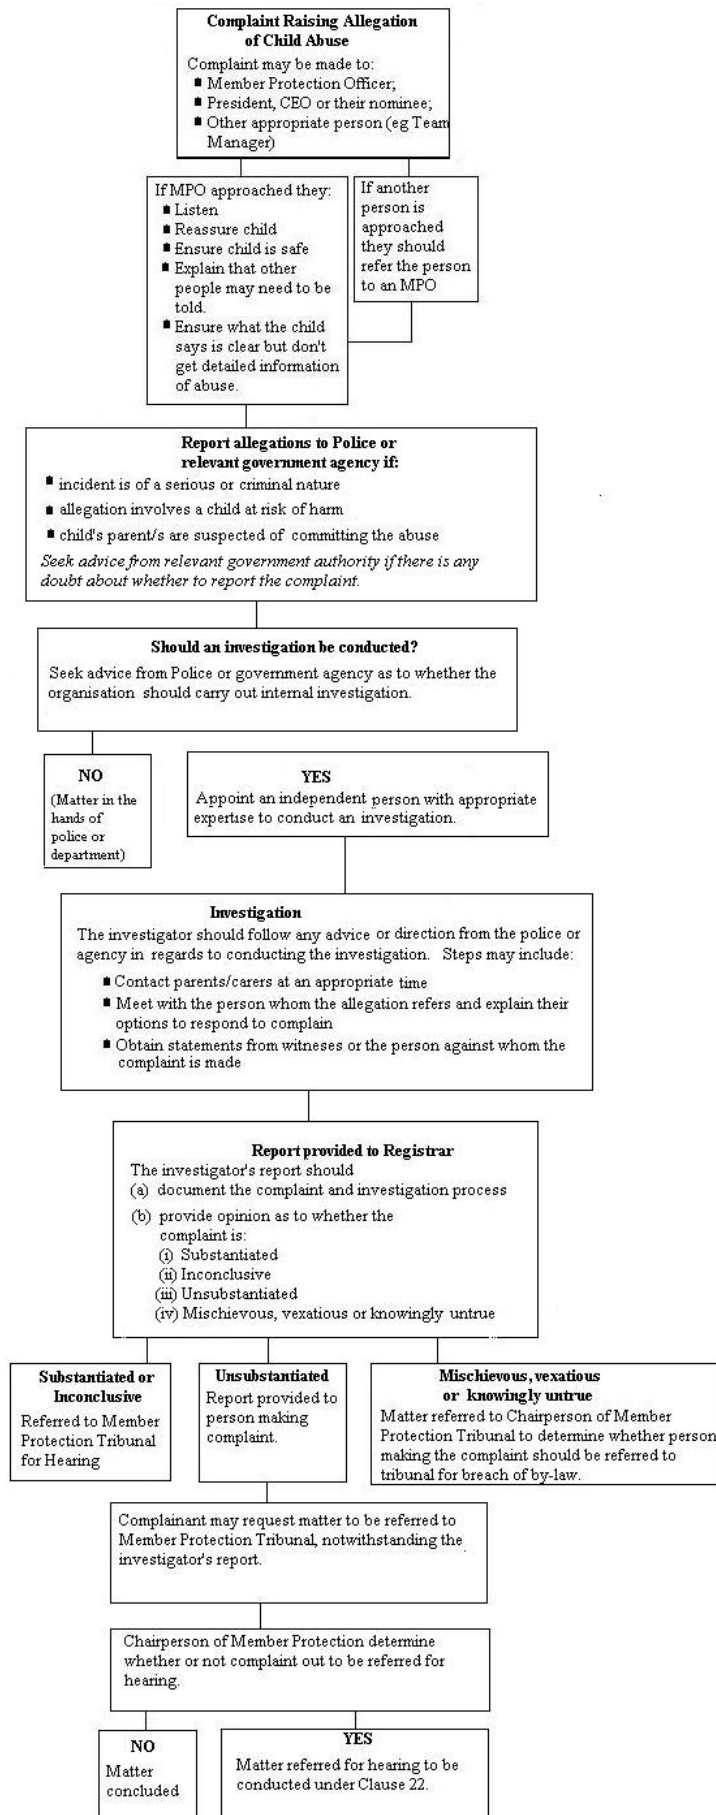 Complaint Raising Allegation
of Child Abuse
Complaint may be made to:
Member Protection Officer;
President, CEO or their nominee;
Other appropriate person (eg Team
Manager)
If MPO approached they:
Listen
Reassure child
Ensure child is safe
Explain that other
people may need to be
told.
Ensure what the child
says is clear but don't
get detailed information
of abuse.
If another
person is
approached
they should
refer the person
to an MPO
Report allegations to Police or
relevant government agency if:
incident is of a serious or criminal nature
allegation involves a child at risk of harm
child's parent/s are suspected of committing the abuse
Seek advice from relevant government authority if there is any
doubt about whether to report the complaint.
Should an investigation be conducted?
Seek advice from Police or government agency as to whether the
organisation should carry out internal investigation.
NO
(Matter in the
hands of
police or
department)
YES
Appoint an independent person with appropriate
expertise to conduct an investigation.
Investigation
The investigator should follow any advice or direction from the police or
agency in regards to conducting the investigation. Steps may include:
Contact parents/carers at an appropriate time
Meet with the person whom the allegation refers and explain their
options to respond to complain
Obtain statements from witneses or the person against whom the
complaint is made
Report provided to Registrar
The investigator's report should
(a) document the complaint and investigation process
(b) provide opinion as to whether the
complaint is:
(i) Substantiated
(ii) Inconclusive
(iii) Unsubstantiated
(iv) Mischievous, vexatious or knowingly untrue
Substantiated or
Inconclusive
Referred to Member
Protection Tribunal
for Hearing
Unsubstantiated
Report provided to
person making
complaint.
Mischievous, vexatious
or knowingly untrue
Matter referred to Chairperson of Member
Protection Tribunal to determine whether person
making the complaint should be referred to
tribunal for breach of by-law.
Complainant may request matter to be referred to
Member Protection Tribunal, notwithstanding the
investigator's report.
Chairperson of Member Protection determine
whether or not complaint out to be referred for
hearing.
NO
Matter
concluded
YES
Matter referred for hearing to be
conducted under Clause 22.